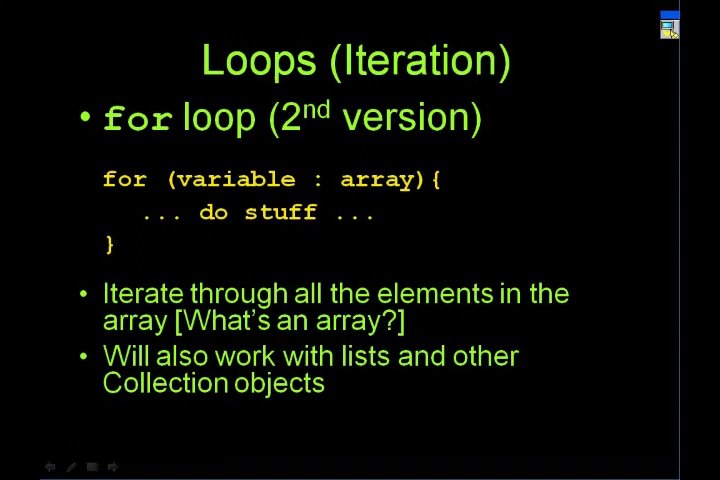 Loops (Iteration)
• for loop (2nd version)
for (variable : array){
... do stuff ...
}
• Iterate through all the elements in the
array [What's an array?]
• Will also work with lists and other
Collection objects